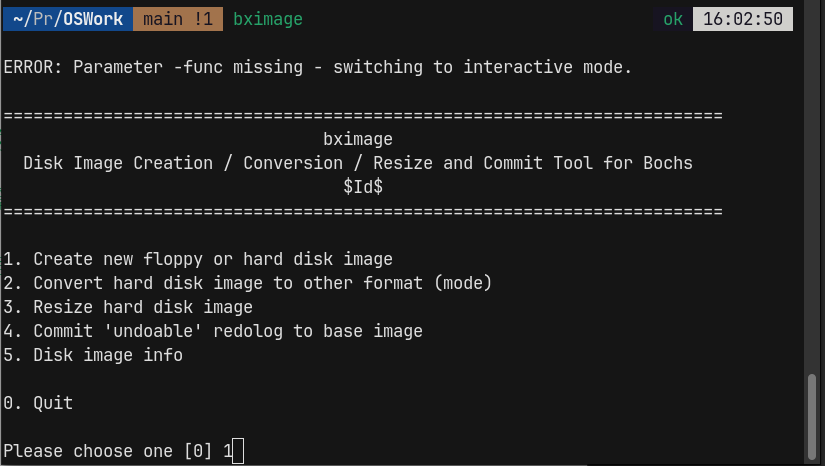 ~/Pr/OSWork main !1 bximage ok 16:02:50
ERROR: Parameter -func missing - switching to interactive mode.
========================================================================
bximage
Disk Image Creation / Conversion / Resize and Commit Tool for Bochs
$Id$
========================================================================
1. Create new floppy or hard disk image
2. Convert hard disk image to other format (mode)
3. Resize hard disk image
4. Commit 'undoable' redolog to base image
5. Disk image info
0. Quit
Please choose one [0] 1